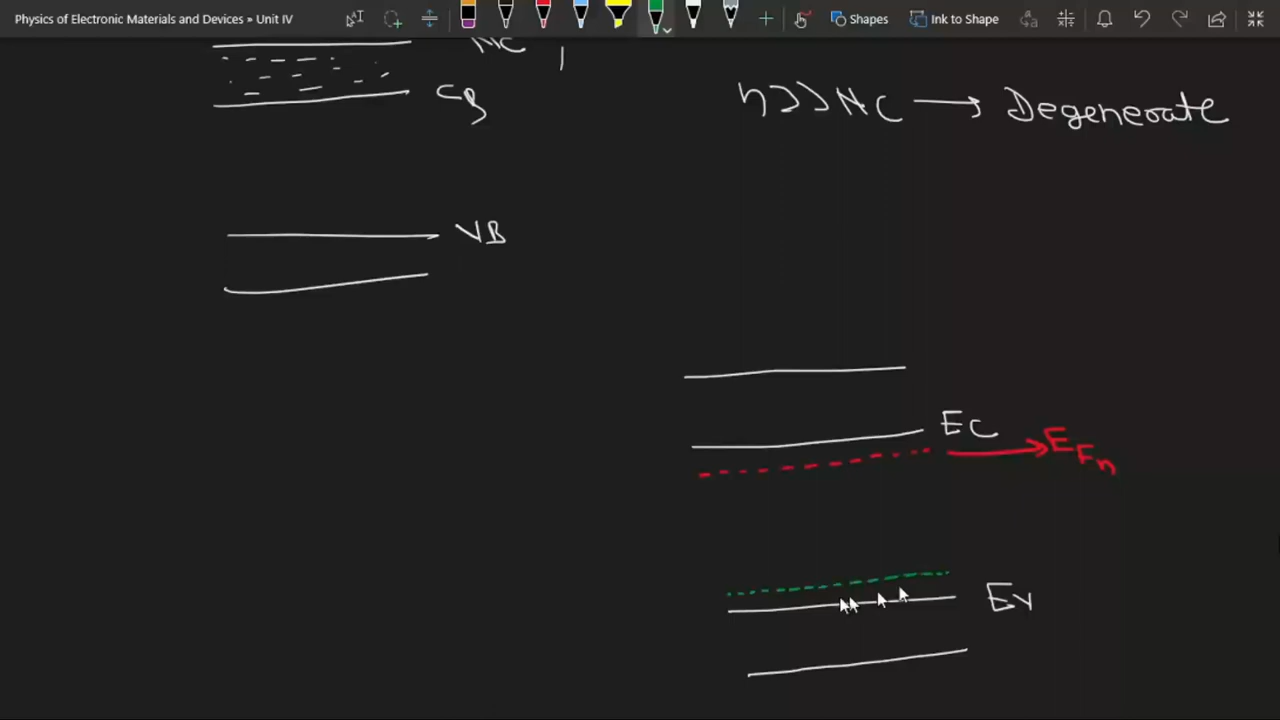 Physics of Electronic Materials and Devices » Unit IV
Shapes
Ink to Shape
NC
CB
n>>NC → Degenerate
VB
EC
EFn
Ev